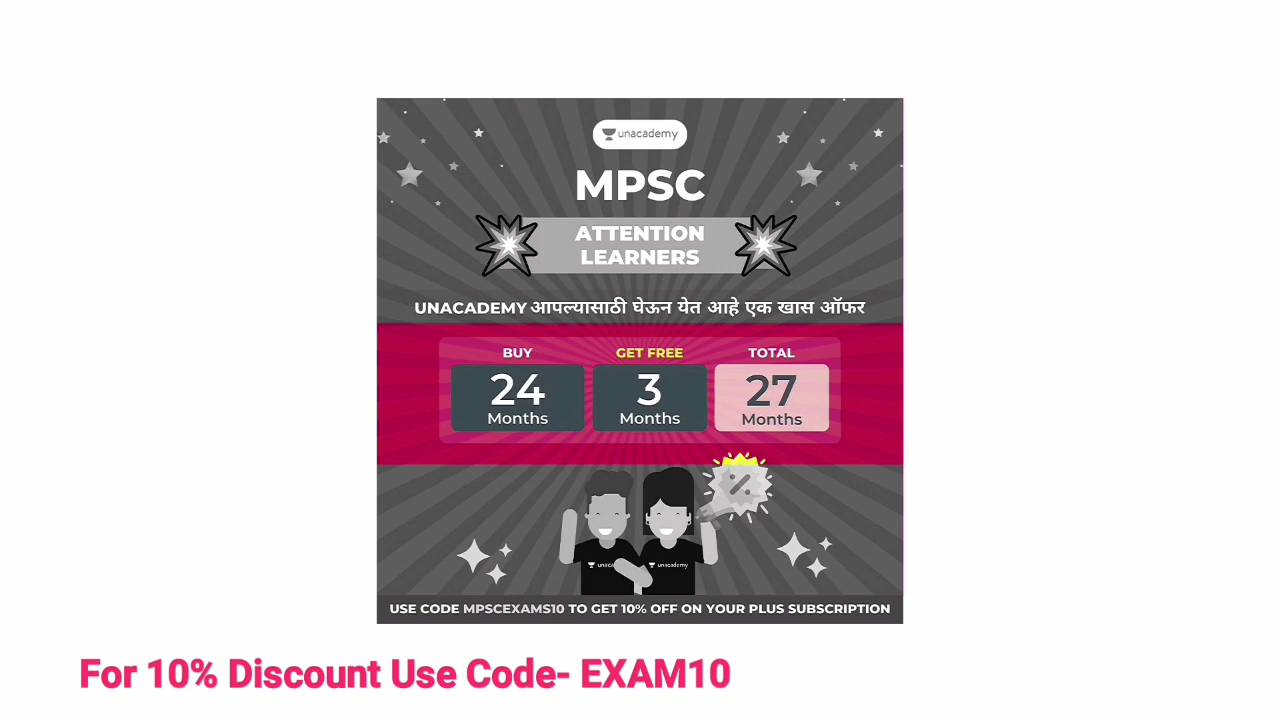 unacademy
MPSC
ATTENTION
LEARNERS
UNACADEMY आपल्यासाठी घेऊन येत आहे एक खास ऑफर
BUY GET FREE TOTAL
24 3 27
Months Months Months
unacademy
USE CODE MPSCEXAMS10 TO GET 10% OFF ON YOUR PLUS SUBSCRIPTION
For 10% Discount Use Code- EXAM10